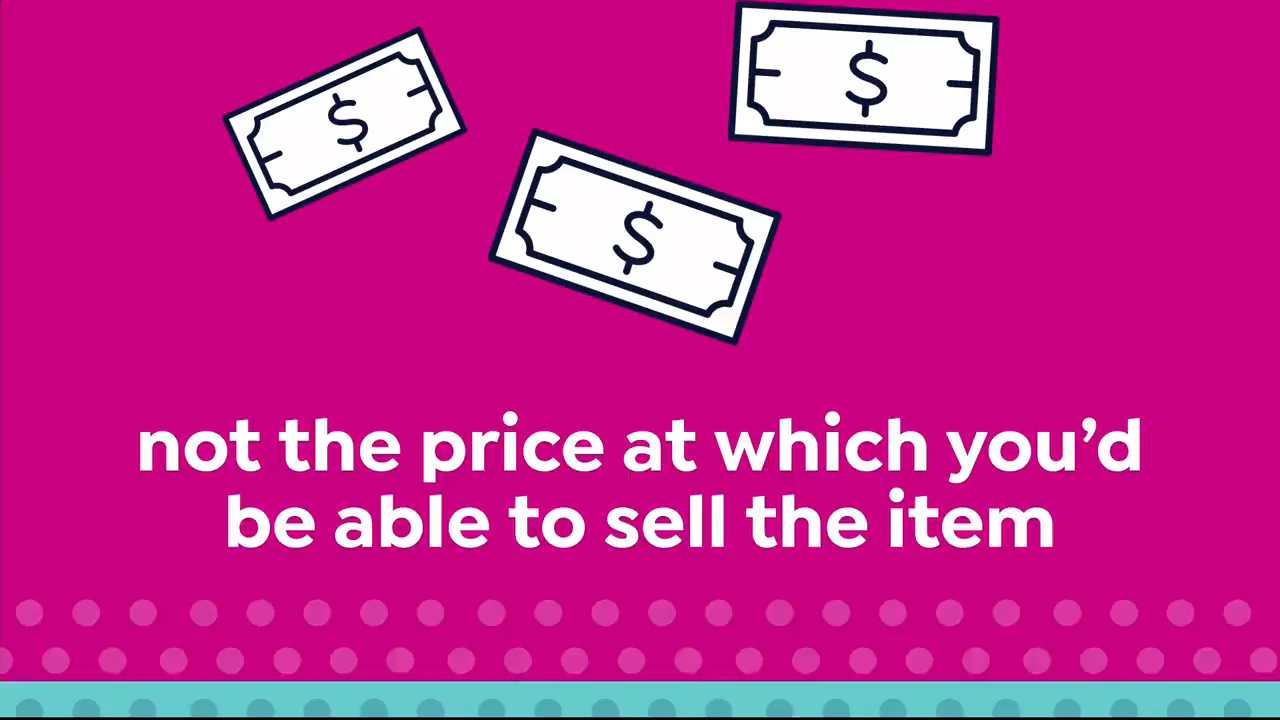 $
$
$
not the price at which you’d
be able to sell the item